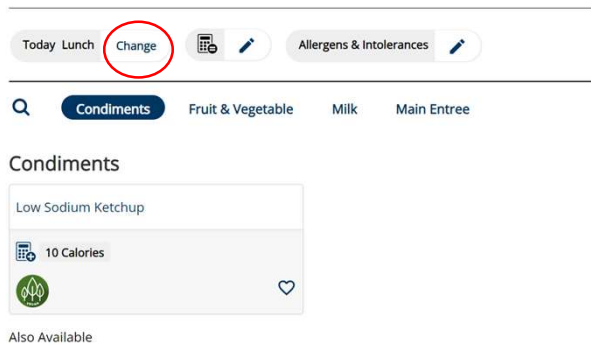 Today Lunch Change Allergens & Intolerances
Condiments Fruit & Vegetable Milk Main Entree
Condiments
Low Sodium Ketchup
10 Calories
Also Available